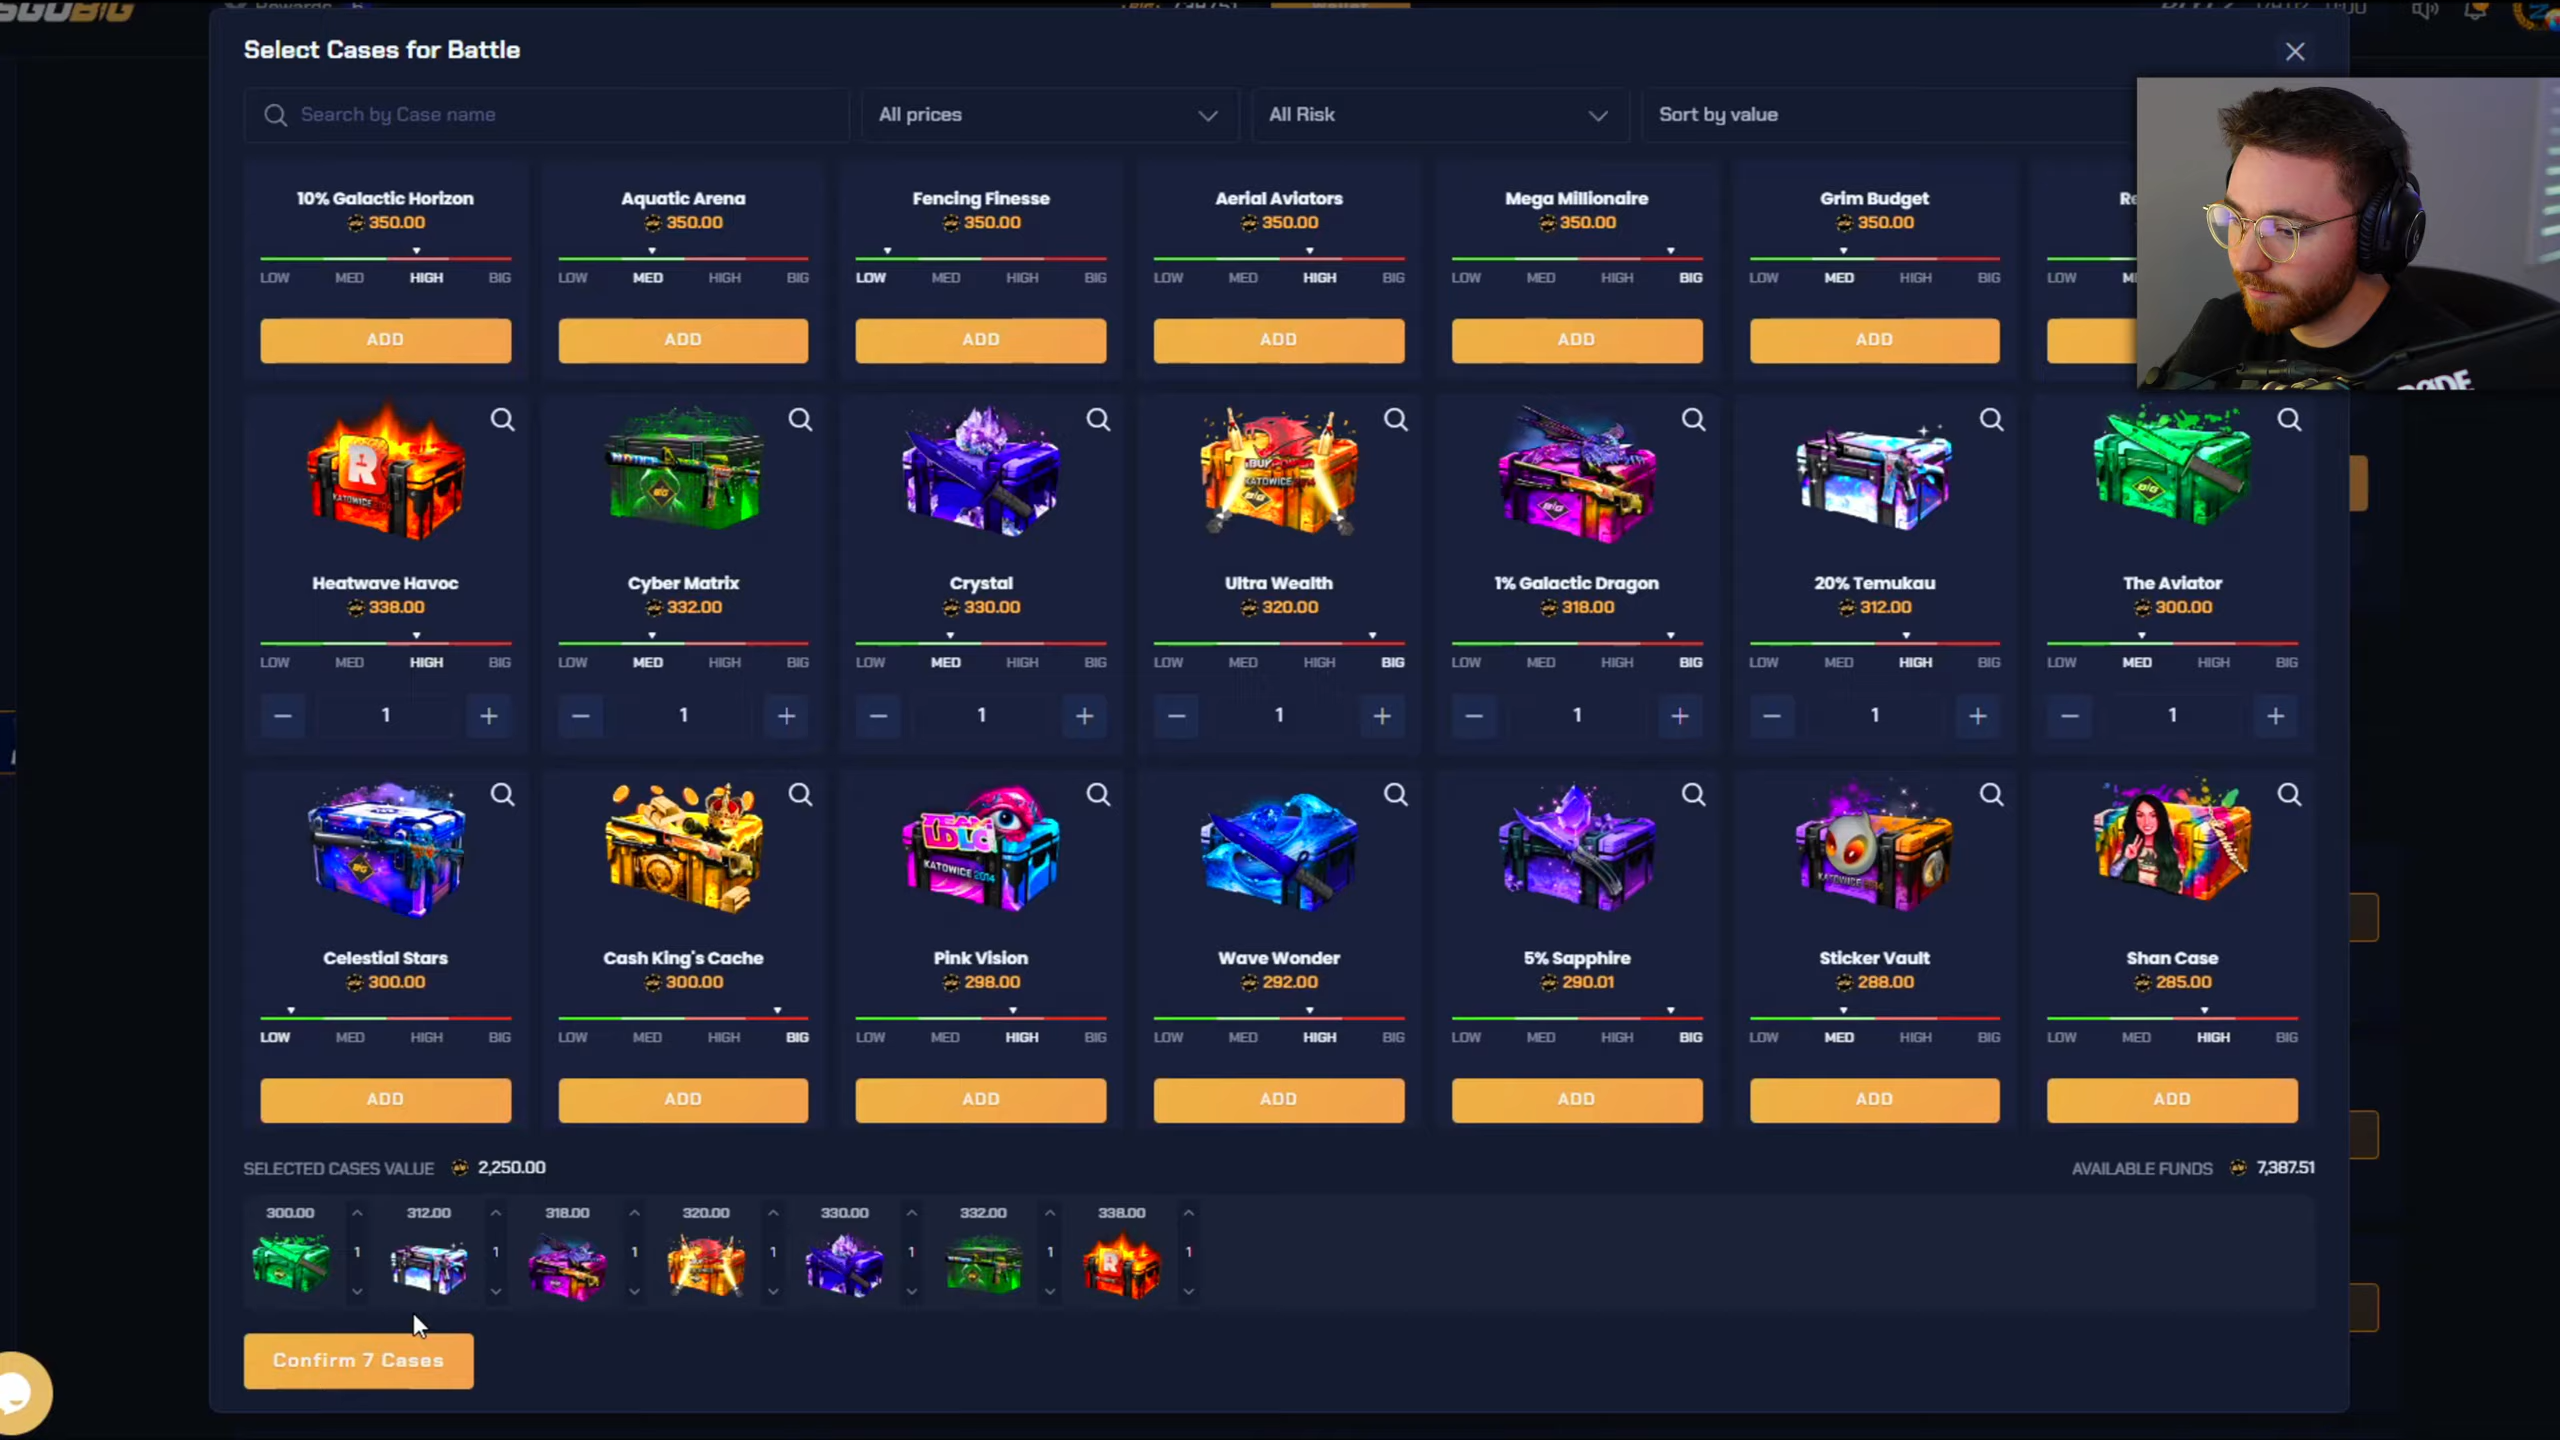 Select Cases for Battle
Search by Case name
All prices
All Risk
Sort by value
10% Galactic Horizon
350.00
LOW MED HIGH BIG
ADD
Aquatic Arena
350.00
LOW MED HIGH BIG
ADD
Fencing Finesse
350.00
LOW MED HIGH BIG
ADD
Aerial Aviators
350.00
LOW MED HIGH BIG
ADD
Mega Millionaire
350.00
LOW MED HIGH BIG
ADD
Grim Budget
350.00
LOW MED HIGH BIG
ADD
LOW
Heatwave Havoc
338.00
LOW MED HIGH BIG
1
Cyber Matrix
332.00
LOW MED HIGH BIG
1
Crystal
330.00
LOW MED HIGH BIG
1
Ultra Wealth
320.00
LOW MED HIGH BIG
1
1% Galactic Dragon
318.00
LOW MED HIGH BIG
1
20% Temukau
312.00
LOW MED HIGH BIG
1
The Aviator
300.00
LOW MED HIGH BIG
1
Celestial Stars
300.00
LOW MED HIGH BIG
ADD
Cash King's Cache
300.00
LOW MED HIGH BIG
ADD
Pink Vision
298.00
LOW MED HIGH BIG
ADD
Wave Wonder
292.00
LOW MED HIGH BIG
ADD
5% Sapphire
290.01
LOW MED HIGH BIG
ADD
Sticker Vault
288.00
LOW MED HIGH BIG
ADD
Shan Case
285.00
LOW MED HIGH BIG
ADD
SELECTED CASES VALUE 2,250.00
AVAILABLE FUNDS 7,387.51
300.00 312.00 318.00 320.00 330.00 332.00 338.00
1 1 1 1 1 1 1
Confirm 7 Cases